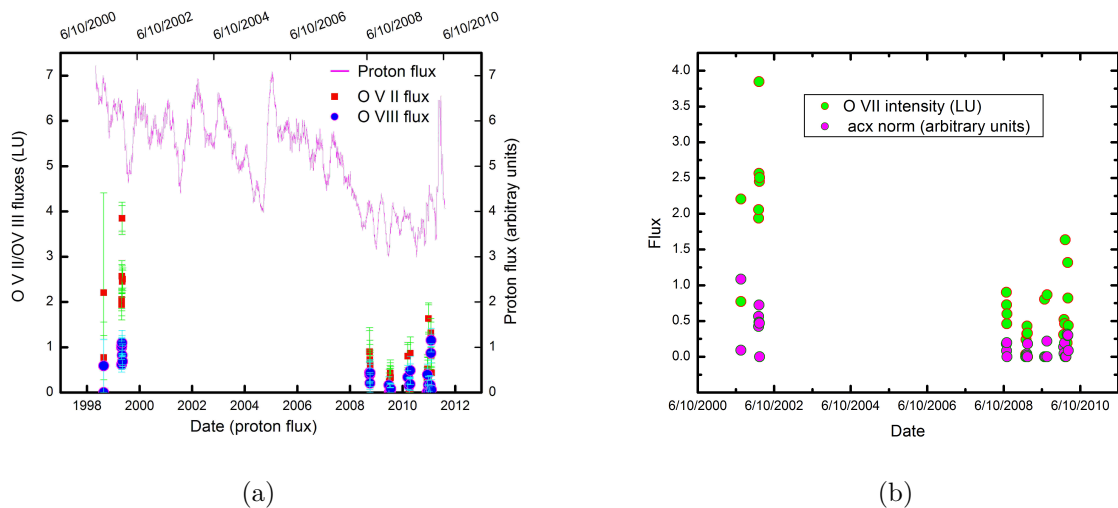 6/10/2000 6/10/2002 6/10/2004 6/10/2006 6/10/2008 6/10/2010
7 7
6 6
5 5
4 4
3 3
2 2
1 1
0 0
O V II/OV III fluxes (LU)
Proton flux (arbitray units)
Proton flux
O V II flux
O VIII flux
1998 2000 2002 2004 2006 2008 2010 2012
Date (proton flux)
(a)
4.0
3.5
3.0
2.5
2.0
1.5
1.0
0.5
0.0
Flux
O VII intensity (LU)
acx norm (arbitrary units)
6/10/2000 6/10/2002 6/10/2004 6/10/2006 6/10/2008 6/10/2010
Date
(b)